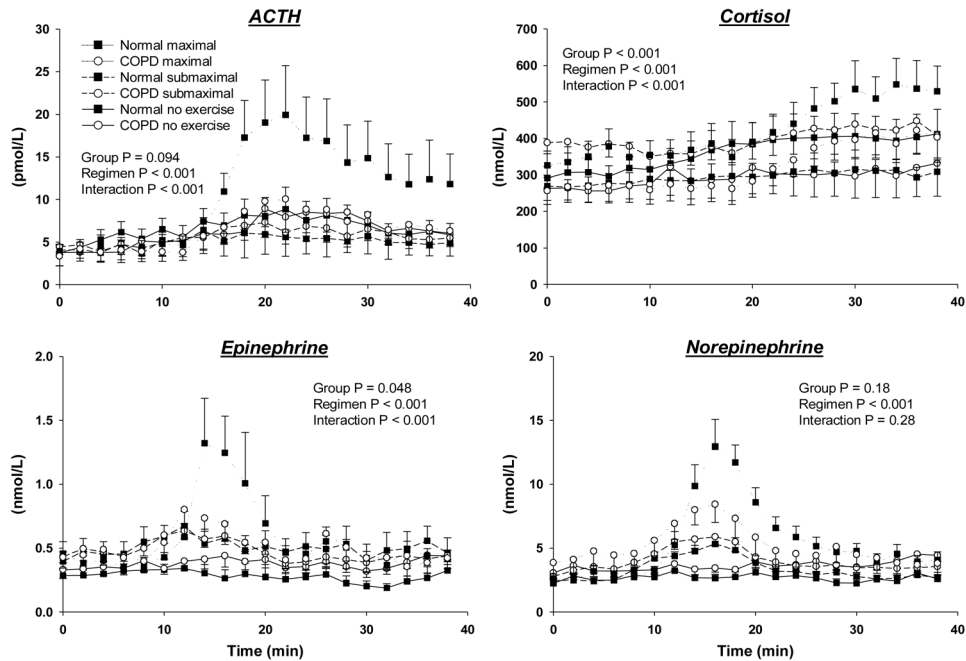 ACTH
30
25
20
15
10
5
0
(pmol/L)
Normal maximal
COPD maximal
Normal submaximal
COPD submaximal
Normal no exercise
COPD no exercise
Group P = 0.094
Regimen P < 0.001
Interaction P < 0.001
0 10 20 30 40
Cortisol
700
600
500
400
300
200
100
0
(nmol/L)
Group P < 0.001
Regimen P < 0.001
Interaction P < 0.001
0 10 20 30 40
Epinephrine
2.0
1.5
1.0
0.5
0.0
(nmol/L)
Group P = 0.048
Regimen P < 0.001
Interaction P < 0.001
0 10 20 30 40
Time (min)
Norepinephrine
20
15
10
5
0
(nmol/L)
Group P = 0.18
Regimen P < 0.001
Interaction P = 0.28
0 10 20 30 40
Time (min)